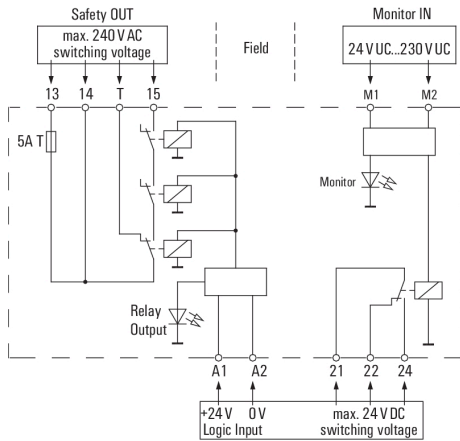 Safety OUT
max. 240 V AC
switching voltage
Field
Monitor IN
24 V UC...230 V UC
13 14 T 15
M1 M2
5A T
Monitor
Relay
Output
A1 A2 21 22 24
+24 V 0 V
Logic Input
max. 24 V DC
switching voltage